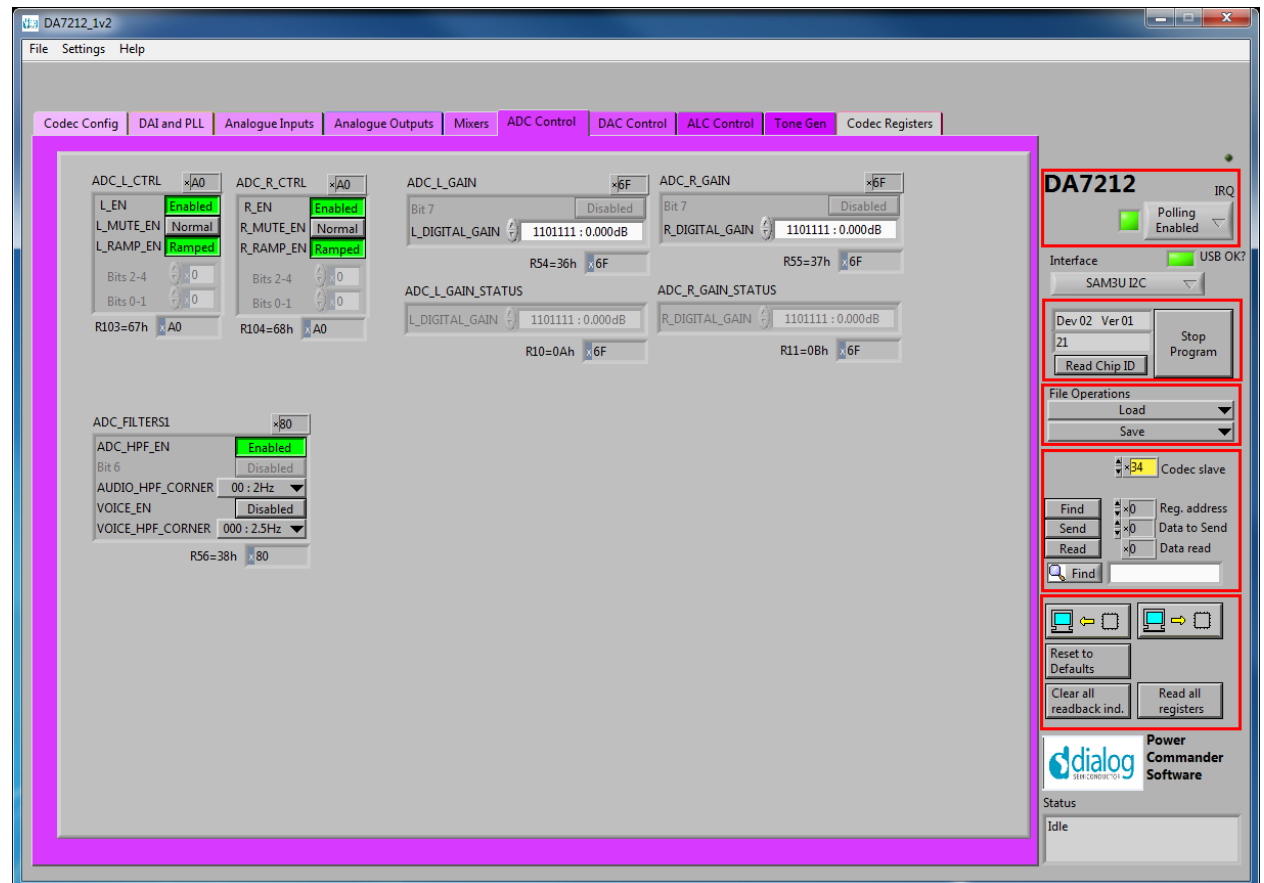 DA7212_1v2
File Settings Help
Codec Config DAI and PLL Analogue Inputs Analogue Outputs Mixers ADC Control DAC Control ALC Control Tone Gen Codec Registers
ADC_L_CTRL ×A0
L_EN Enabled
L_MUTE_EN Normal
L_RAMP_EN Ramped
Bits 2-4 x0
Bits 0-1 x0
R103=67h x A0
ADC_R_CTRL ×A0
R_EN Enabled
R_MUTE_EN Normal
R_RAMP_EN Ramped
Bits 2-4 x0
Bits 0-1 x0
R104=68h x A0
ADC_L_GAIN ×6F
Bit 7 Disabled
L_DIGITAL_GAIN 1101111 : 0.000dB
R54=36h x 6F
ADC_R_GAIN ×6F
Bit 7 Disabled
R_DIGITAL_GAIN 1101111 : 0.000dB
R55=37h x 6F
ADC_L_GAIN_STATUS
L_DIGITAL_GAIN 1101111 : 0.000dB
R10=0Ah x 6F
ADC_R_GAIN_STATUS
R_DIGITAL_GAIN 1101111 : 0.000dB
R11=0Bh x 6F
ADC_FILTERS1 ×80
ADC_HPF_EN Enabled
Bit 6 Disabled
AUDIO_HPF_CORNER 00 : 2Hz
VOICE_EN Disabled
VOICE_HPF_CORNER 000 : 2.5Hz
R56=38h x 80
DA7212 IRQ
Polling
Enabled
Interface USB OK?
SAM3U I2C
Dev 02 Ver 01
21
Read Chip ID
Stop
Program
File Operations
Load
Save
×34 Codec slave
Find ×0 Reg. address
Send ×0 Data to Send
Read ×0 Data read
Find
Reset to
Defaults
Clear all
readback ind.
Read all
registers
dialog
SEMICONDUCTOR
Power
Commander
Software
Status
Idle